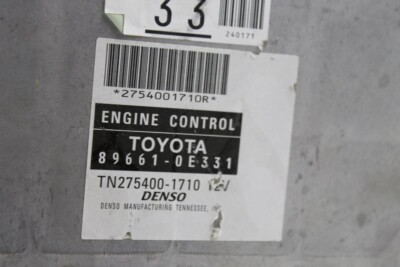 33
240171
*2754001710R*
ENGINE CONTROL
TOYOTA
89661-0E331
TN275400-1710 12V
DENSO
DENSO MANUFACTURING TENNESSEE,